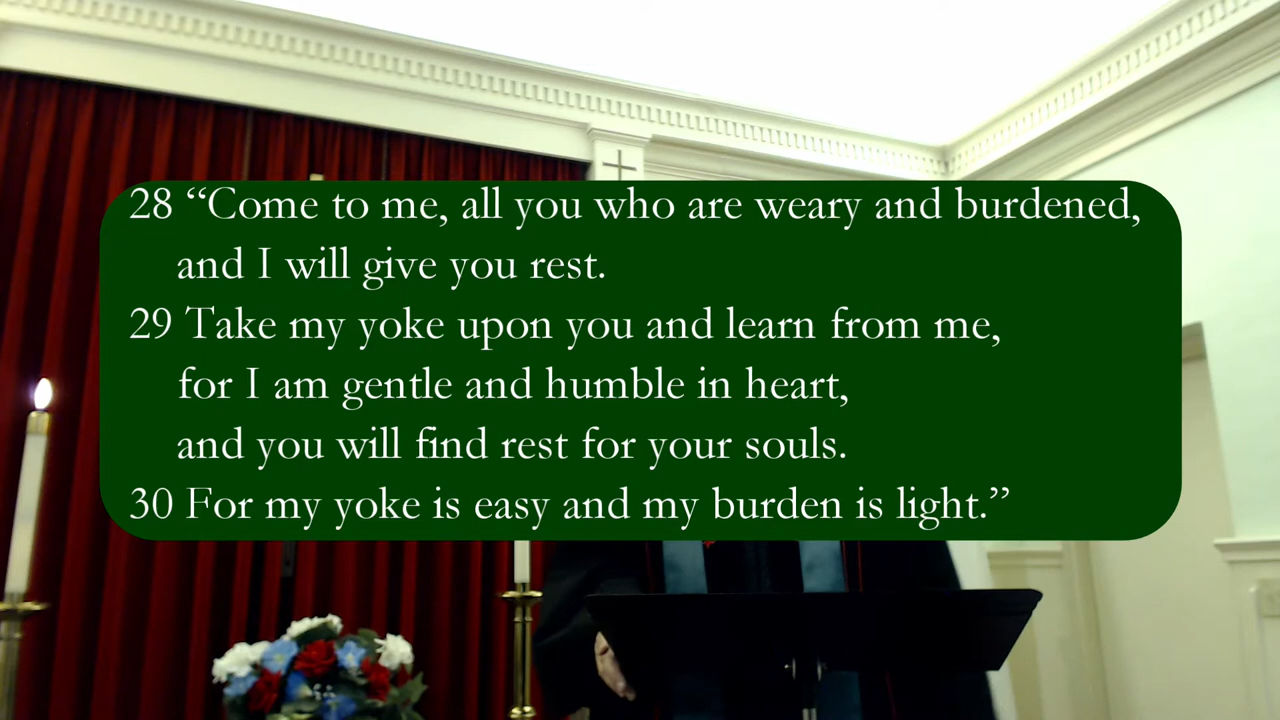 28 “Come to me, all you who are weary and burdened,
and I will give you rest.
29 Take my yoke upon you and learn from me,
for I am gentle and humble in heart,
and you will find rest for your souls.
30 For my yoke is easy and my burden is light.”